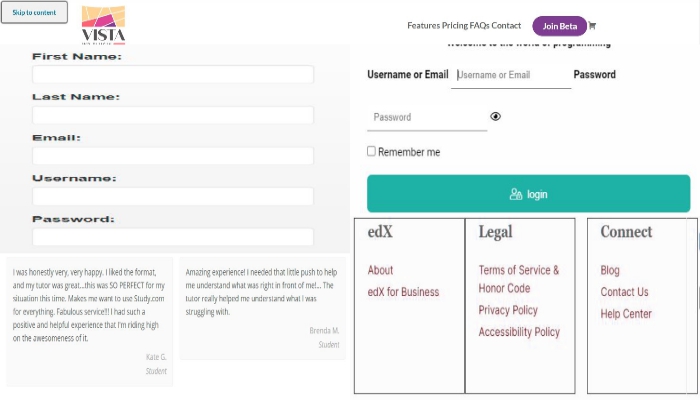 Skip to content
VISTA
Features Pricing FAQs Contact
Join Beta
First Name:
Last Name:
Email:
Username:
Password:
Welcome to the world of programming
Username or Email
Username or Email
Password
Password
Remember me
login
I was honestly very, very happy. I liked the format,
and my tutor was great...this was SO PERFECT for my
situation this time. Makes me want to use Study.com
for everything. Fabulous service!!! I had such a
positive and helpful experience that I'm riding high
on the awesomeness of it.
Kate G.
Student
Amazing experience! I needed that little push to help
me understand what was right in front of me!... The
tutor really helped me understand what I was
struggling with.
Brenda M.
Student
edX
About
edX for Business
Legal
Terms of Service &
Honor Code
Privacy Policy
Accessibility Policy
Connect
Blog
Contact Us
Help Center